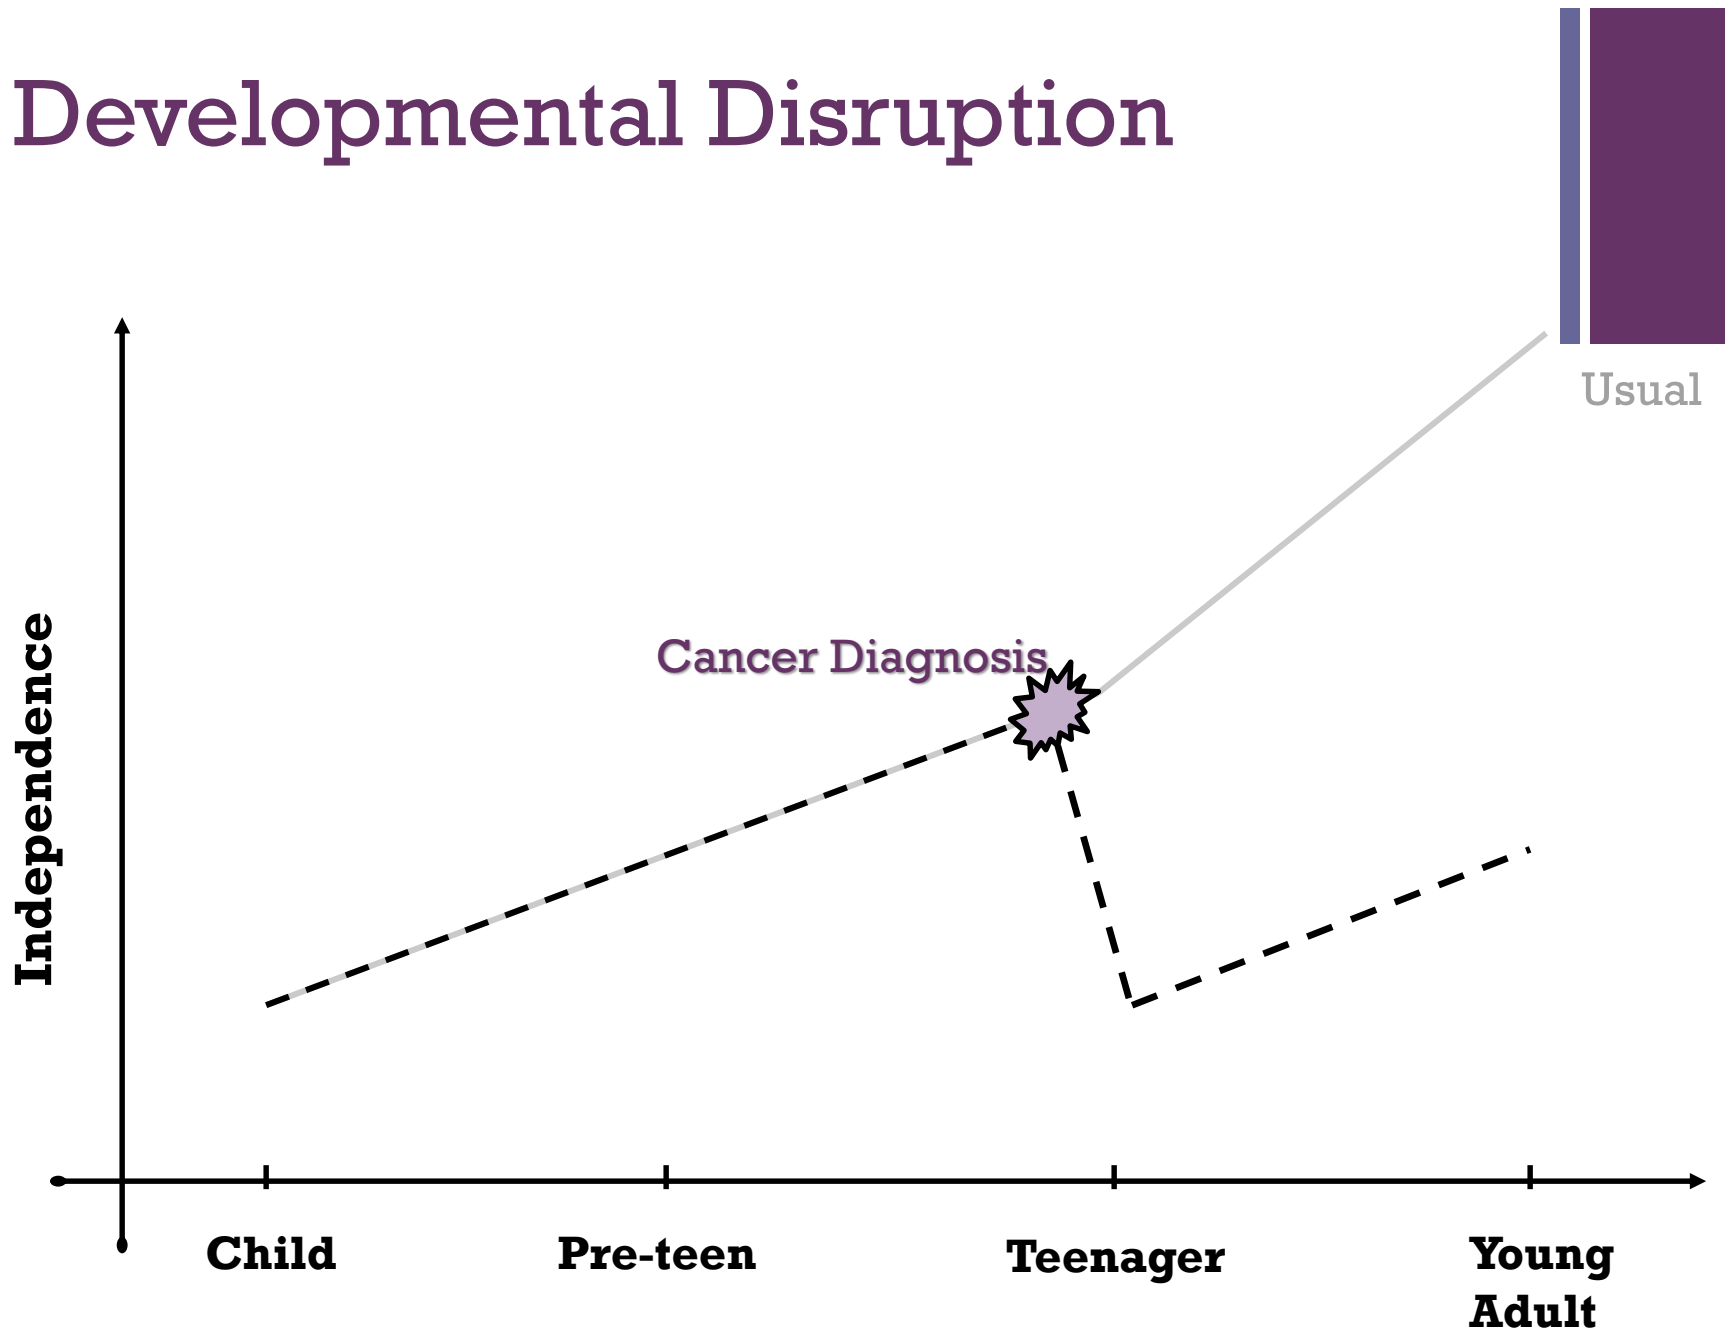 Developmental Disruption
Usual
Cancer Diagnosis
Independence
Child
Pre-teen
Teenager
Young
Adult